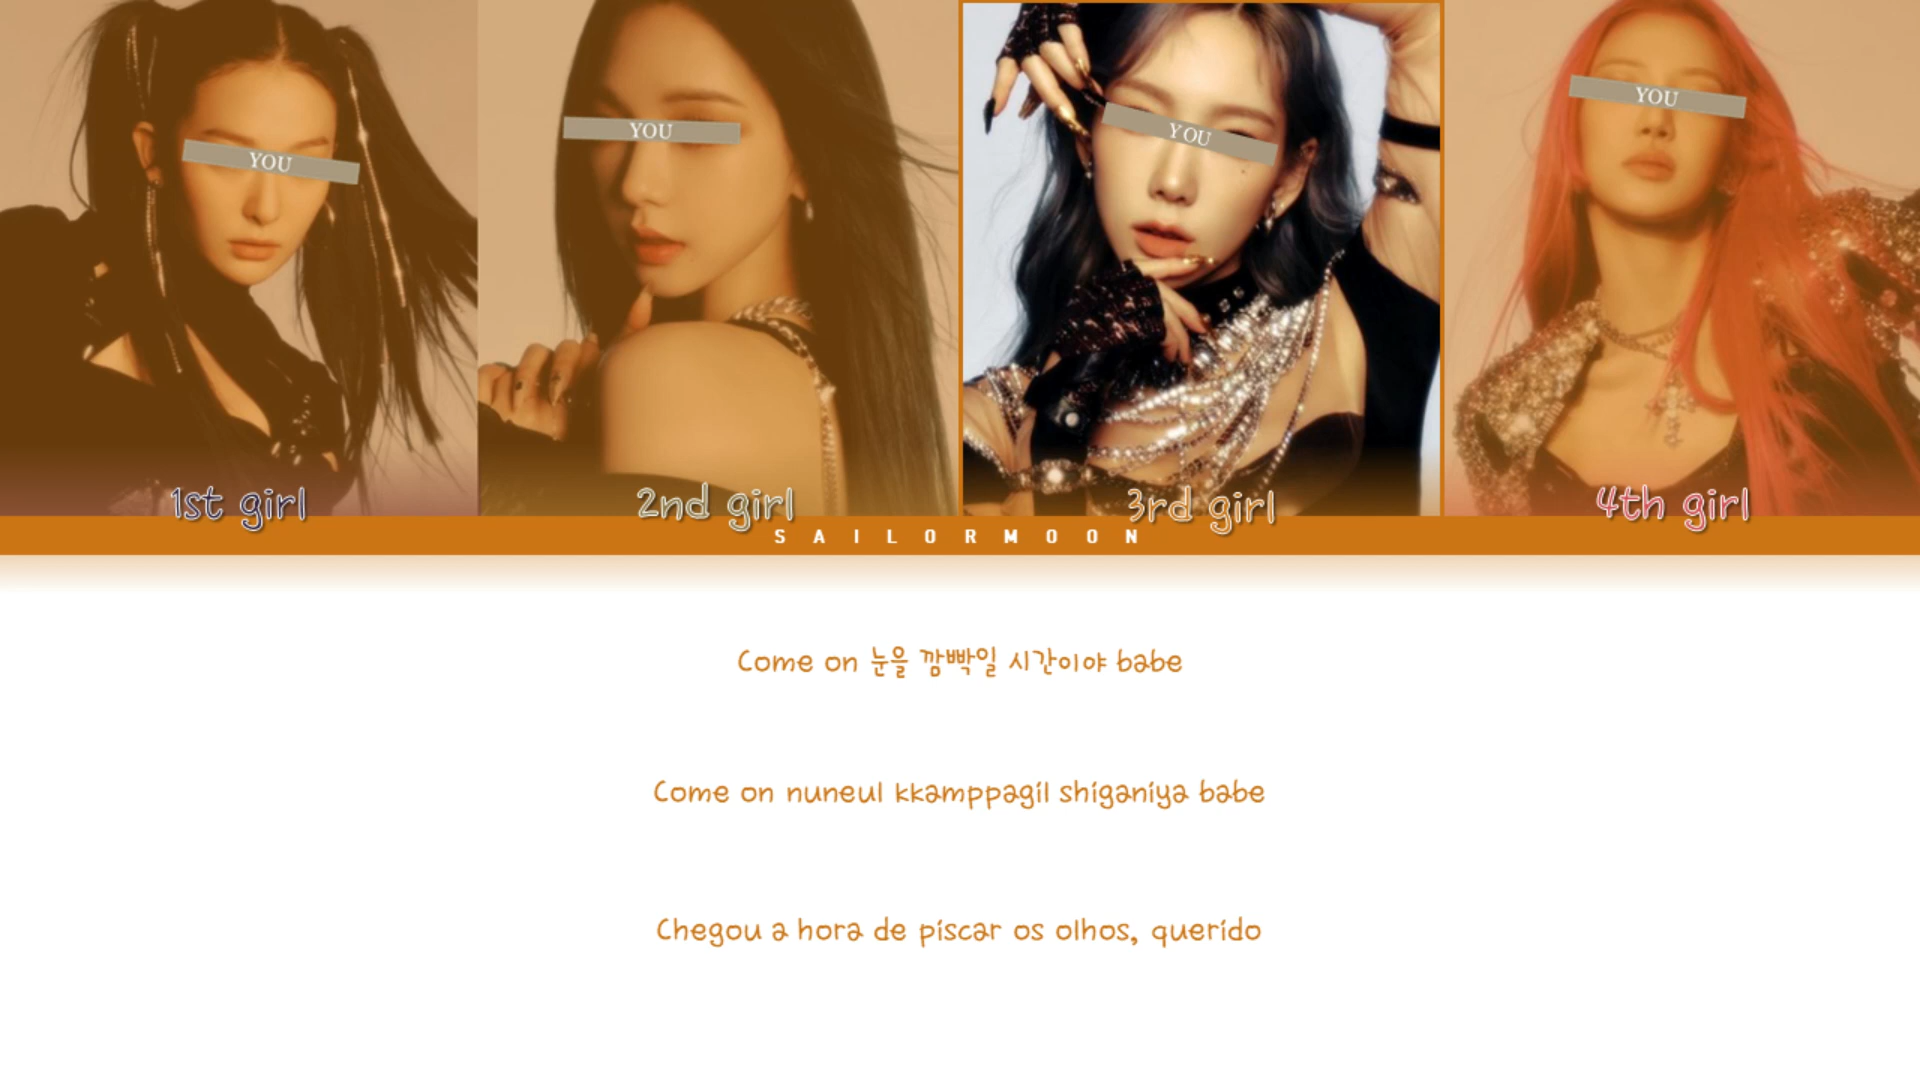 YOU
YOU
YOU
YOU
1st girl
2nd girl
3rd girl
4th girl
SAILORMOON
Come on 눈을 깜빡일 시간이야 babe
Come on nuneul kkamppagil shiganiya babe
Chegou a hora de piscar os olhos, querido